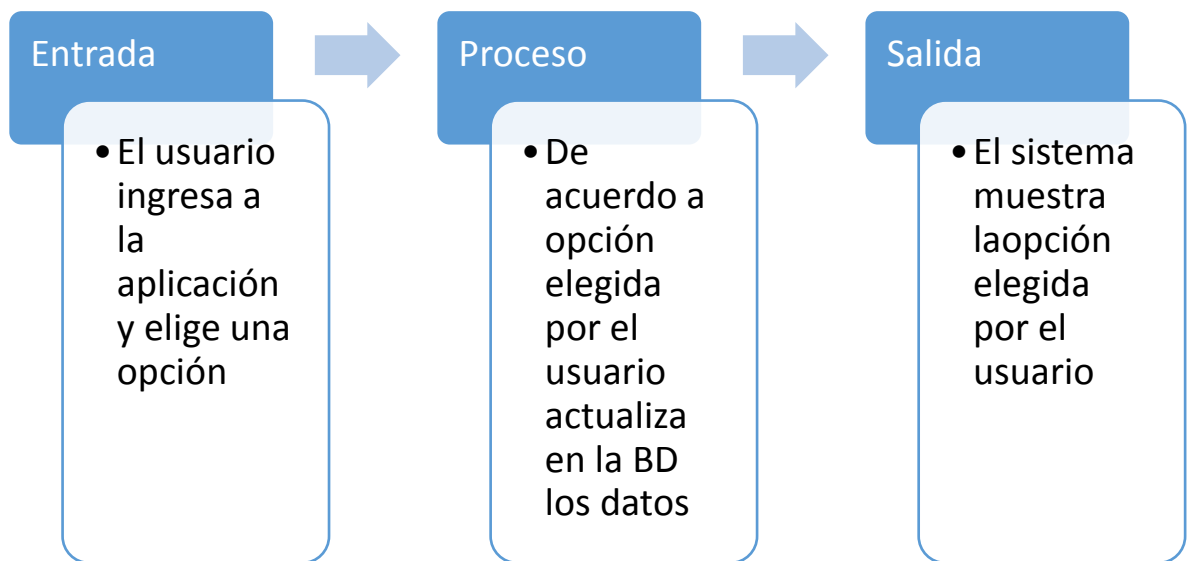 Entrada
• El usuario
ingresa a
la
aplicación
y elige una
opción
Proceso
• De
acuerdo a
opción
elegida
por el
usuario
actualiza
en la BD
los datos
Salida
• El sistema
muestra
laopción
elegida
por el
usuario